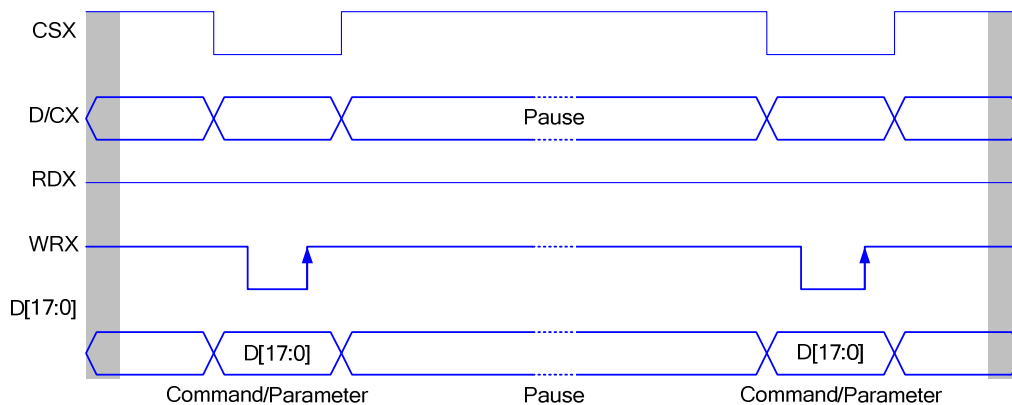 CSX
D/CX
Pause
RDX
WRX
D[17:0]
D[17:0] D[17:0]
Command/Parameter Pause Command/Parameter